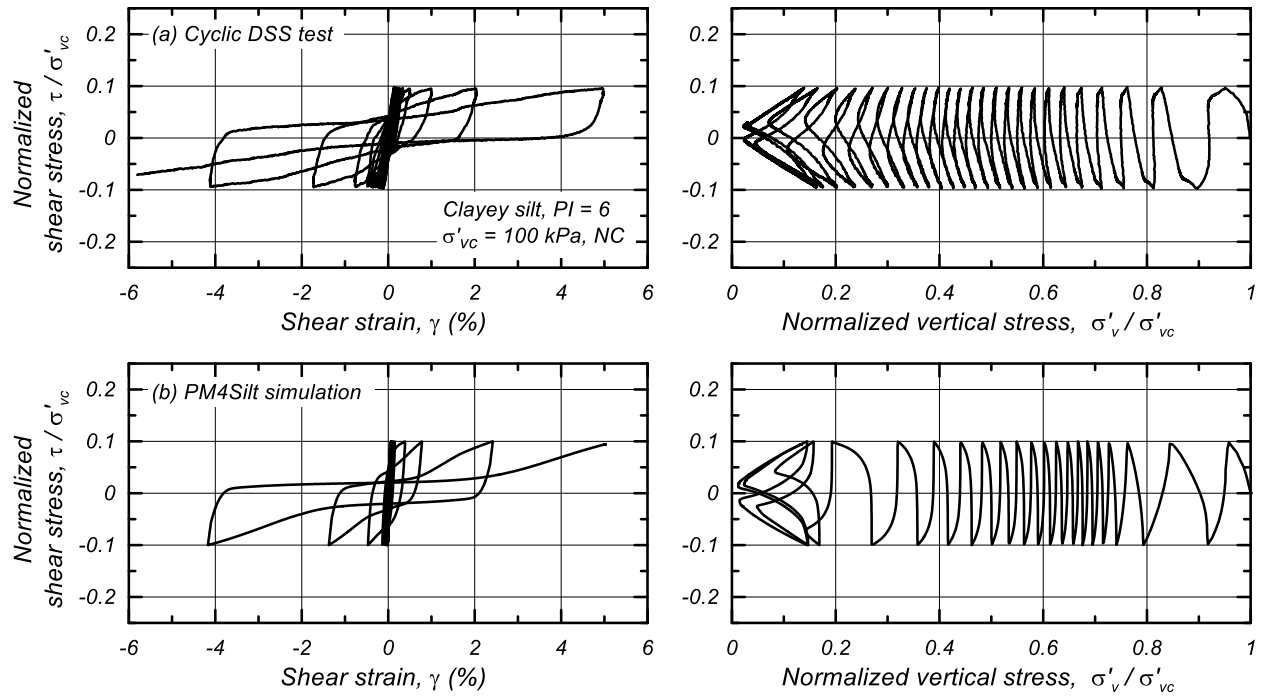 Normalized
shear stress, τ / σ'vc
0.2
0.1
0
-0.1
-0.2
(a) Cyclic DSS test
Clayey silt, PI = 6
σ'vc = 100 kPa, NC
-6 -4 -2 0 2 4 6
Shear strain, γ (%)
0.2
0.1
0
-0.1
-0.2
0 0.2 0.4 0.6 0.8 1
Normalized vertical stress, σ'v / σ'vc
Normalized
shear stress, τ / σ'vc
0.2
0.1
0
-0.1
-0.2
(b) PM4Silt simulation
-6 -4 -2 0 2 4 6
Shear strain, γ (%)
0.2
0.1
0
-0.1
-0.2
0 0.2 0.4 0.6 0.8 1
Normalized vertical stress, σ'v / σ'vc